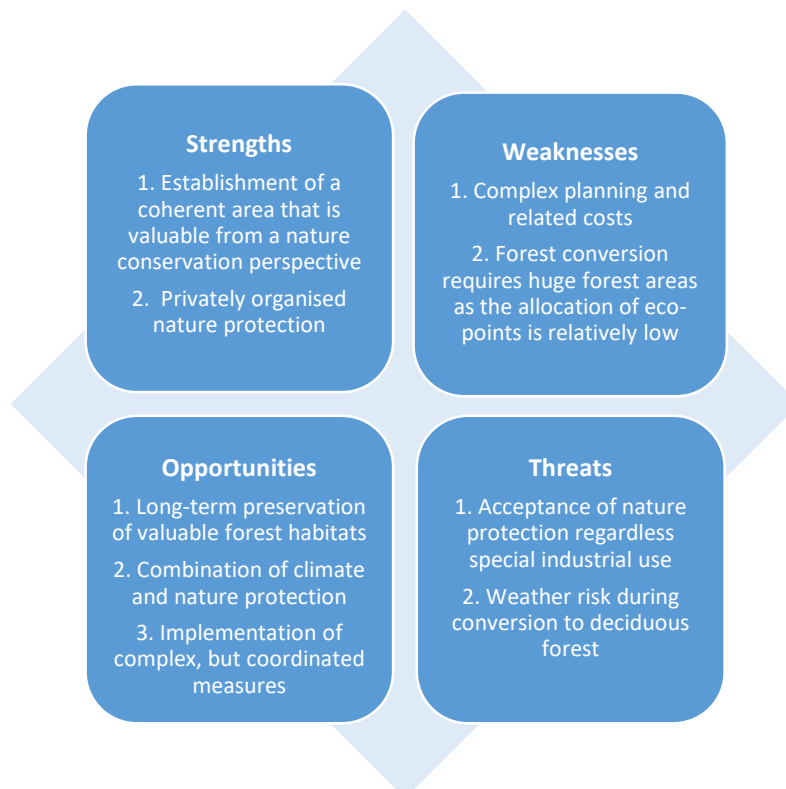 Strengths
1. Establishment of a
coherent area that is
valuable from a nature
conservation perspective
2. Privately organised
nature protection
Weaknesses
1. Complex planning and
related costs
2. Forest conversion
requires huge forest areas
as the allocation of eco-
points is relatively low
Opportunities
1. Long-term preservation
of valuable forest habitats
2. Combination of climate
and nature protection
3. Implementation of
complex, but coordinated
measures
Threats
1. Acceptance of nature
protection regardless
special industrial use
2. Weather risk during
conversion to deciduous
forest